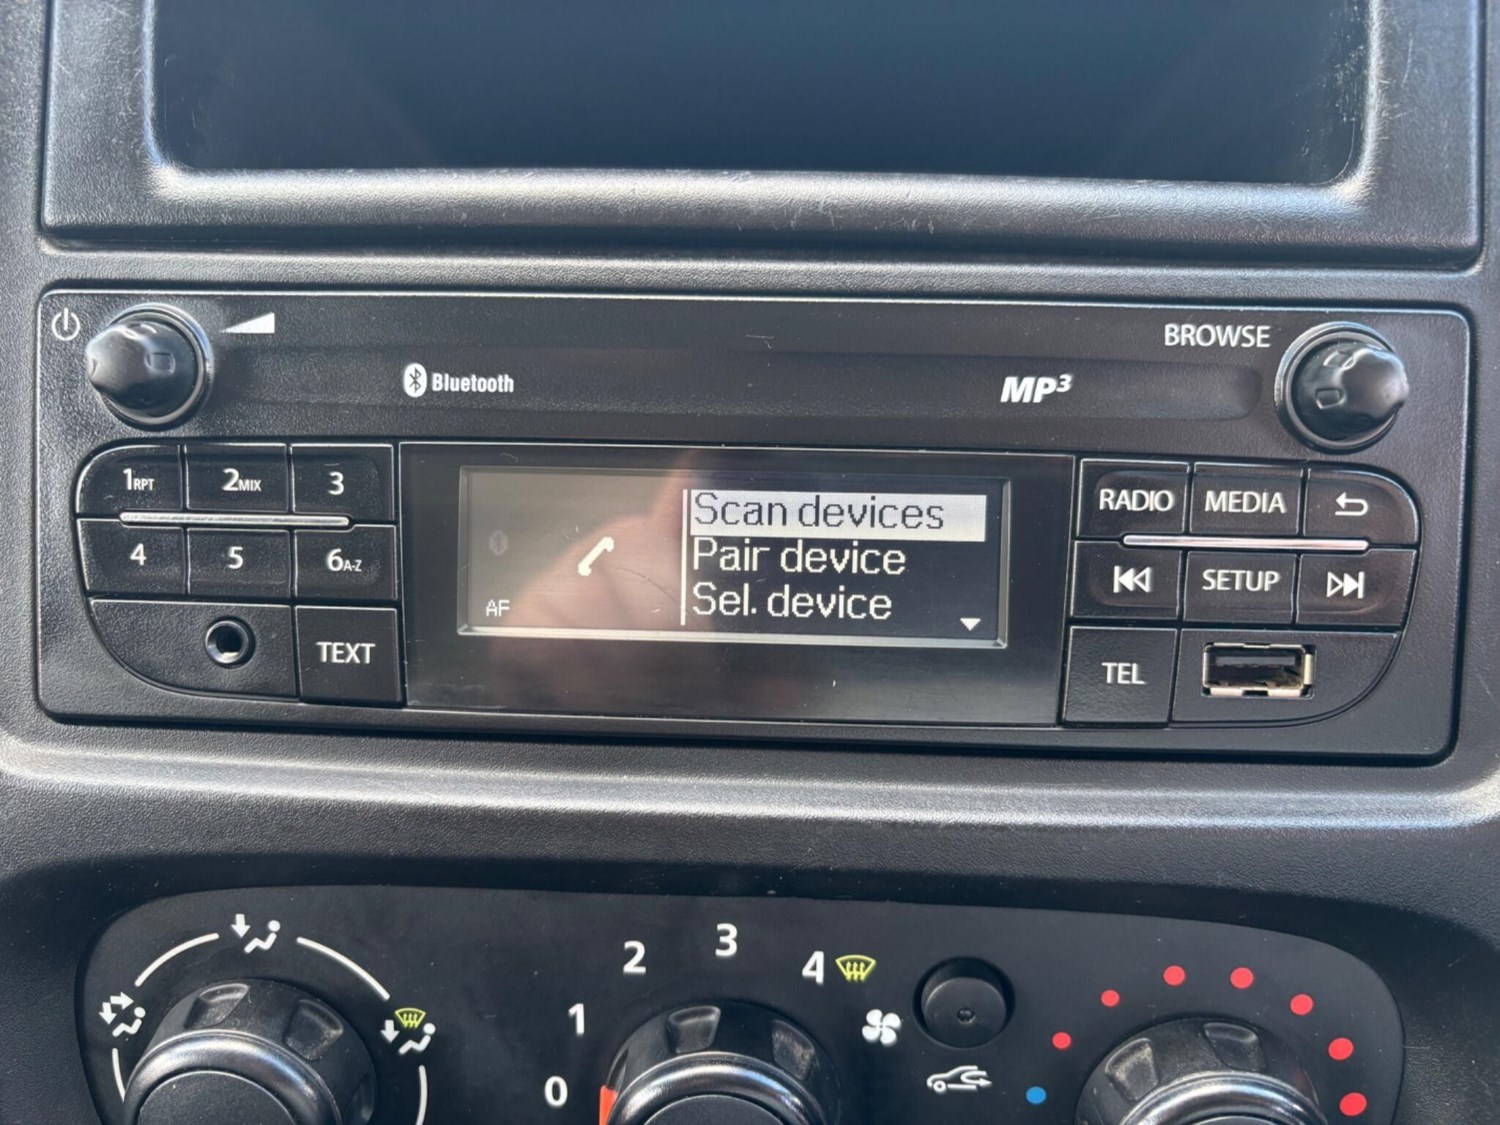 BROWSE
Bluetooth
MP3
1RPT
2MIX
3
4
5
6A-Z
TEXT
AF
Scan devices
Pair device
Sel. device
RADIO
MEDIA
SETUP
TEL
0
1
2
3
4